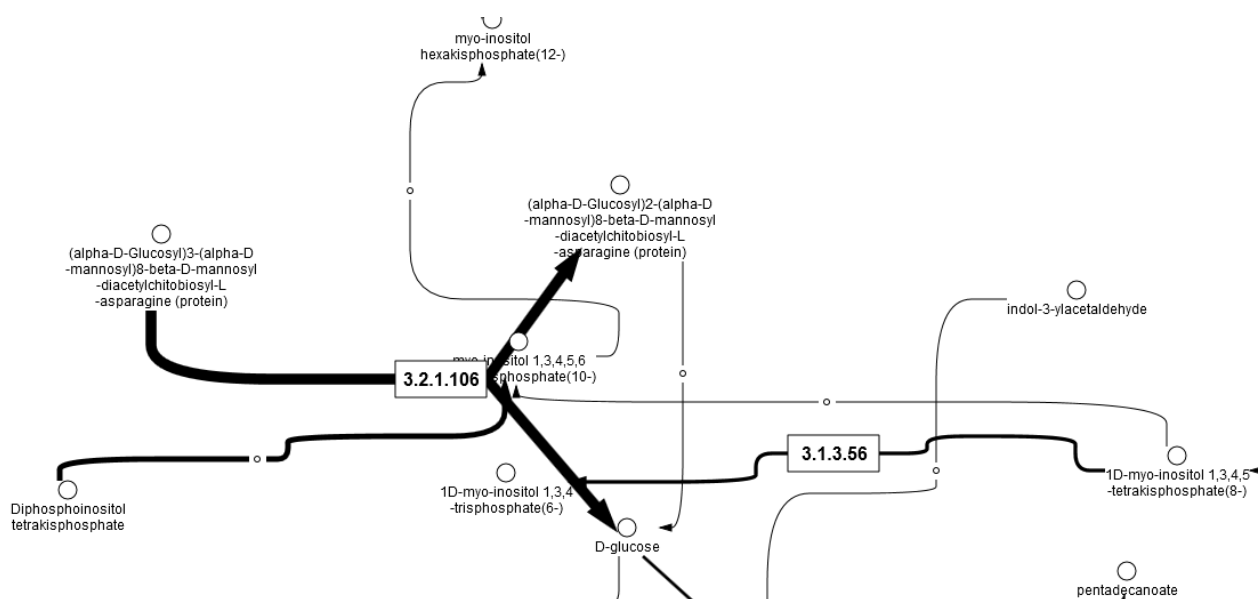 myo-inositol
hexakisphosphate(12-)
(alpha-D-Glucosyl)2-(alpha-D
-mannosyl)8-beta-D-mannosyl
-diacetylchitobiosyl-L
-asparagine (protein)
(alpha-D-Glucosyl)3-(alpha-D
-mannosyl)8-beta-D-mannosyl
-diacetylchitobiosyl-L
-asparagine (protein)
indol-3-ylacetaldehyde
myo-inositol 1,3,4,5,6
3.2.1.106
3.1.3.56
1D-myo-inositol 1,3,4,5
-tetrakisphosphate(8-)
1D-myo-inositol 1,3,4
-trisphosphate(6-)
Diphosphoinositol
tetrakisphosphate
D-glucose
pentadecanoate